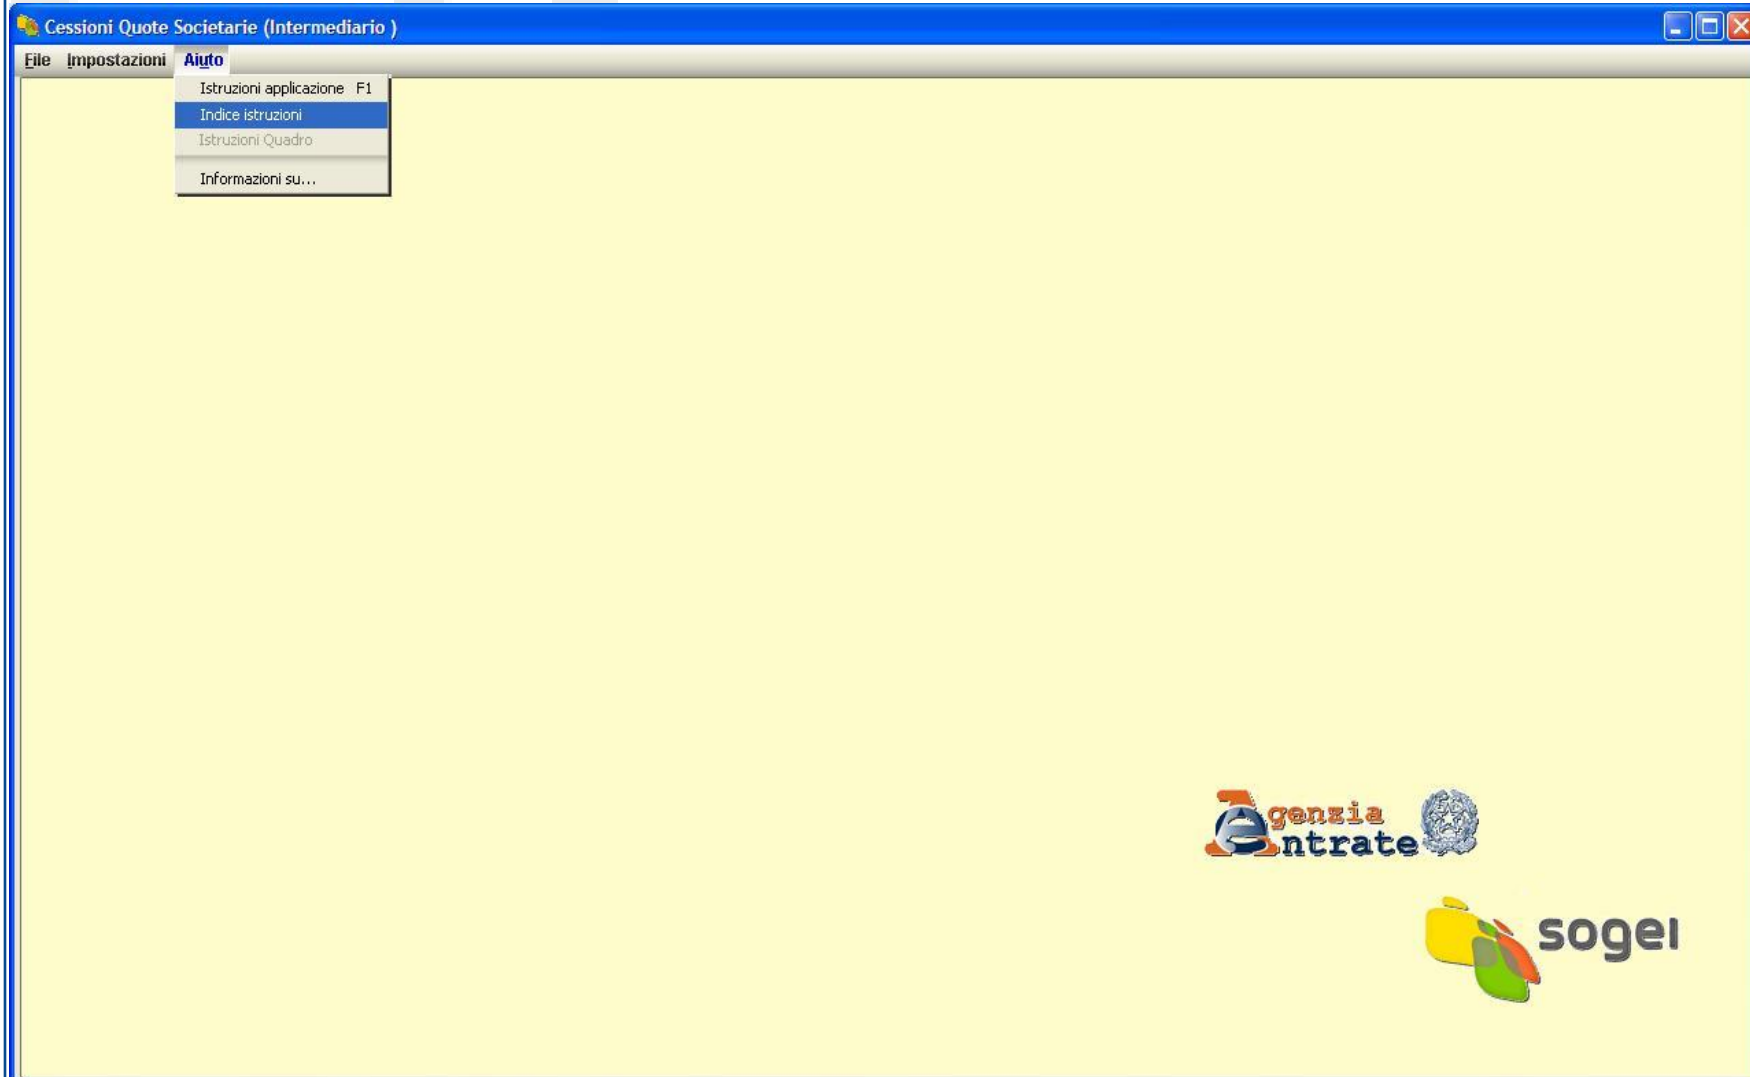 Cessioni Quote Societarie (Intermediario )
File Impostazioni Aiuto
Istruzioni applicazione F1
Indice istruzioni
Istruzioni Quadro
Informazioni su...
Agenzia
Entrate
sogei